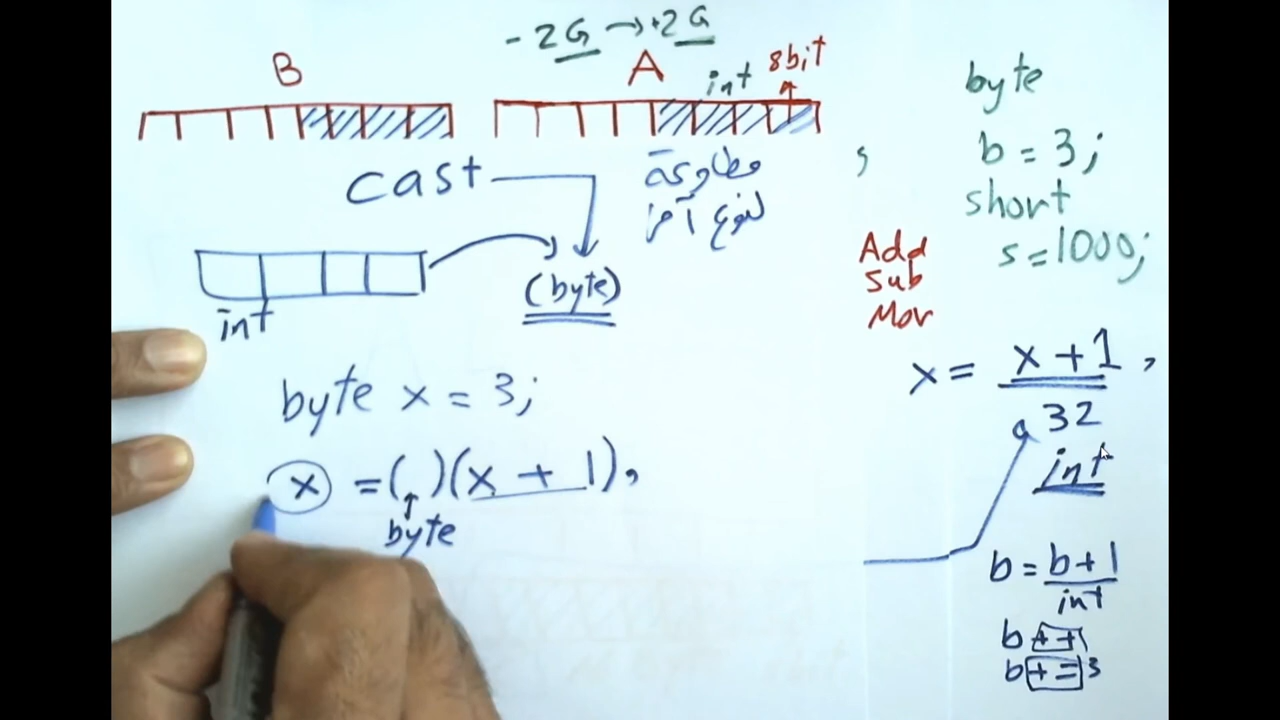 -2G → +2G
B
A
int
8bit
cast
مطاوعة
لنوع آخر
(byte)
int
byte x = 3;
x = ( )(x + 1),
byte
byte
b = 3;
short
s = 1000;
Add
Sub
Mov
x = x + 1,
32
int
b = b + 1
int
b++
b += 3